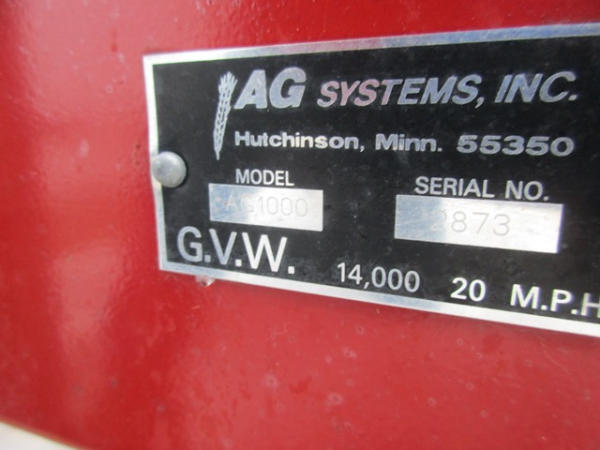 AG SYSTEMS, INC.
Hutchinson, Minn. 55350
MODEL SERIAL NO.
AG1000 2873
G.V.W. 14,000 20 M.P.H